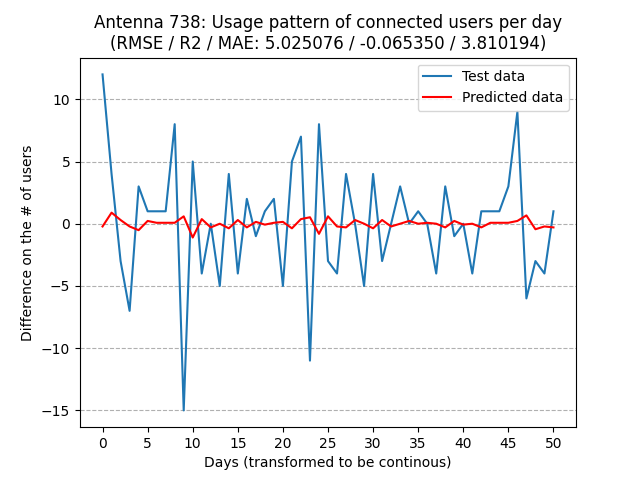 Antenna 738: Usage pattern of connected users per day
(RMSE / R2 / MAE: 5.025076 / -0.065350 / 3.810194)
Test data
Predicted data
Difference on the # of users
10
5
0
−5
−10
−15
0 5 10 15 20 25 30 35 40 45 50
Days (transformed to be continous)